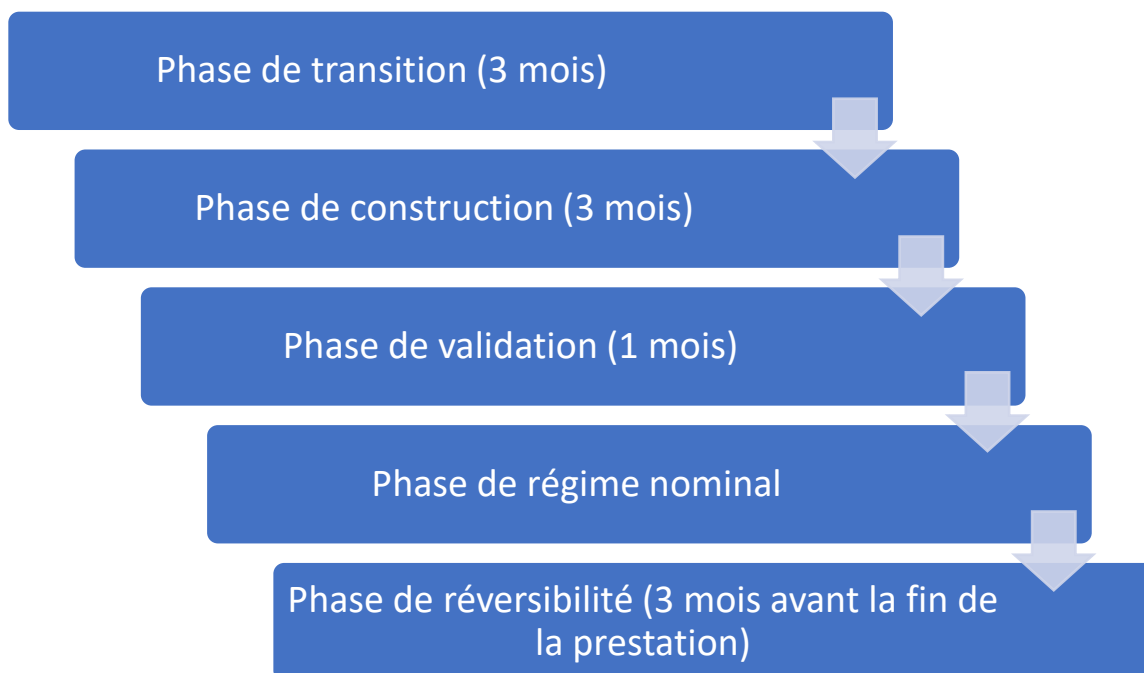 Phase de transition (3 mois)
Phase de construction (3 mois)
Phase de validation (1 mois)
Phase de régime nominal
Phase de réversibilité (3 mois avant la fin de
la prestation)